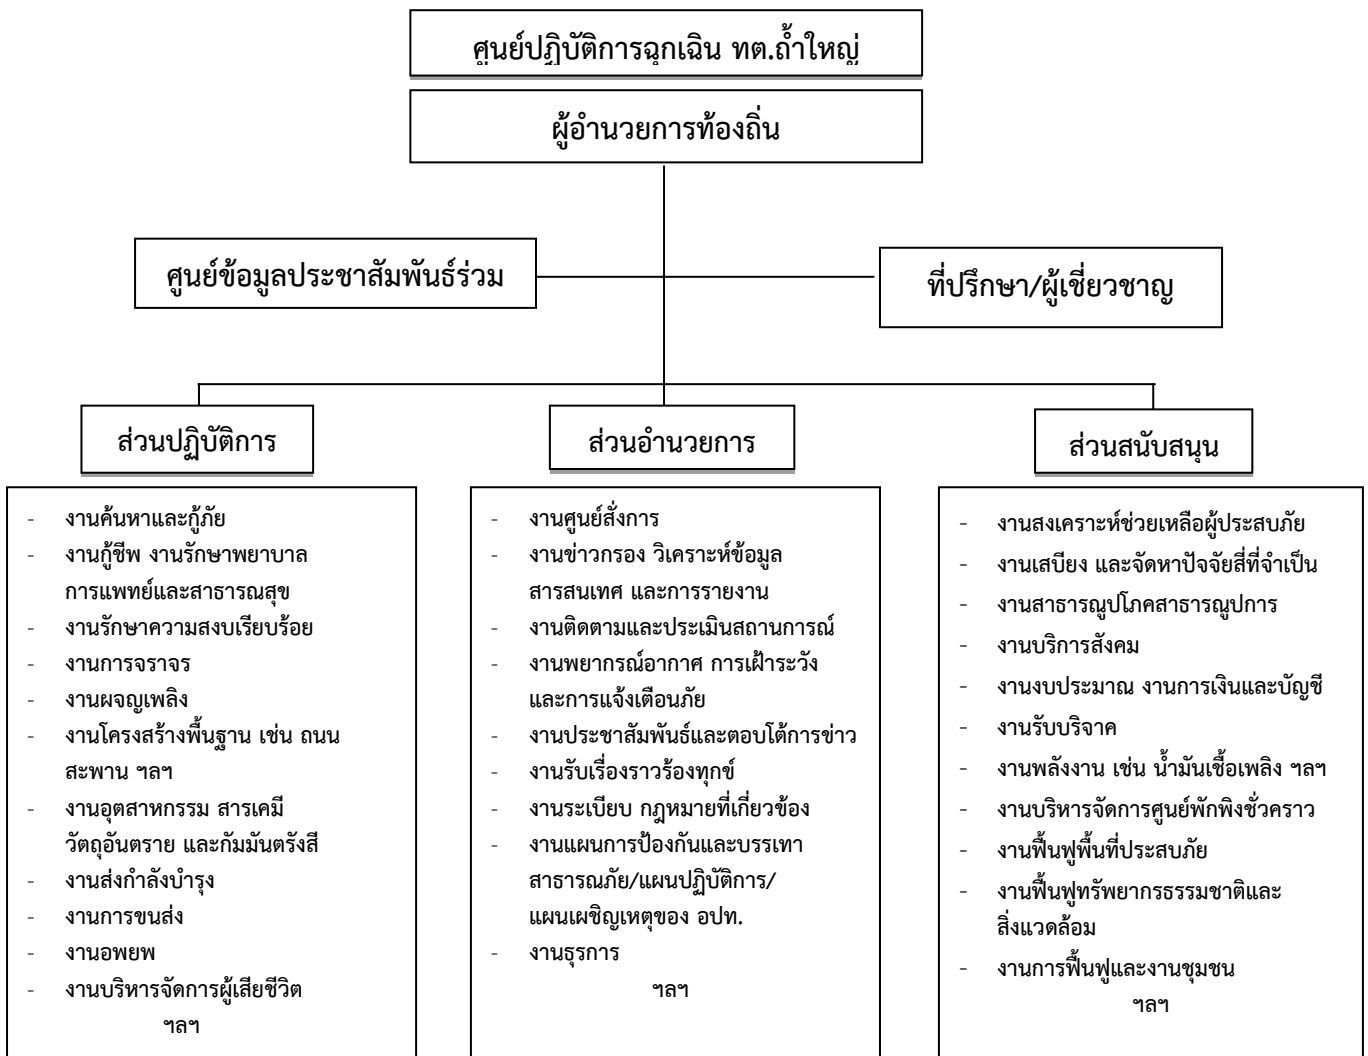 ศูนย์ปฏิบัติการฉุกเฉิน ทต.ถ้ำใหญ่
ผู้อำนวยการท้องถิ่น
ศูนย์ข้อมูลประชาสัมพันธ์ร่วม
ที่ปรึกษา/ผู้เชี่ยวชาญ
ส่วนปฏิบัติการ
- งานค้นหาและกู้ภัย
- งานกู้ชีพ งานรักษาพยาบาล
การแพทย์และสาธารณสุข
- งานรักษาความสงบเรียบร้อย
- งานการจราจร
- งานผจญเพลิง
- งานโครงสร้างพื้นฐาน เช่น ถนน
สะพาน ฯลฯ
- งานอุตสาหกรรม สารเคมี
วัตถุอันตราย และกัมมันตรังสี
- งานส่งกำลังบำรุง
- งานการขนส่ง
- งานอพยพ
- งานบริหารจัดการผู้เสียชีวิต
ฯลฯ
ส่วนอำนวยการ
- งานศูนย์สั่งการ
- งานข่าวกรอง วิเคราะห์ข้อมูล
สารสนเทศ และการรายงาน
- งานติดตามและประเมินสถานการณ์
- งานพยากรณ์อากาศ การเฝ้าระวัง
และการแจ้งเตือนภัย
- งานประชาสัมพันธ์และตอบโต้การข่าว
- งานรับเรื่องราวร้องทุกข์
- งานระเบียบ กฎหมายที่เกี่ยวข้อง
- งานแผนการป้องกันและบรรเทา
สาธารณภัย/แผนปฏิบัติการ/
แผนเผชิญเหตุของ อปท.
- งานธุรการ
ฯลฯ
ส่วนสนับสนุน
- งานสงเคราะห์ช่วยเหลือผู้ประสบภัย
- งานเสบียง และจัดหาปัจจัยสี่ที่จำเป็น
- งานสาธารณูปโภคสาธารณูปการ
- งานบริการสังคม
- งานงบประมาณ งานการเงินและบัญชี
- งานรับบริจาค
- งานพลังงาน เช่น น้ำมันเชื้อเพลิง ฯลฯ
- งานบริหารจัดการศูนย์พักพิงชั่วคราว
- งานฟื้นฟูพื้นที่ประสบภัย
- งานฟื้นฟูทรัพยากรธรรมชาติและ
สิ่งแวดล้อม
- งานการฟื้นฟูและงานชุมชน
ฯลฯ